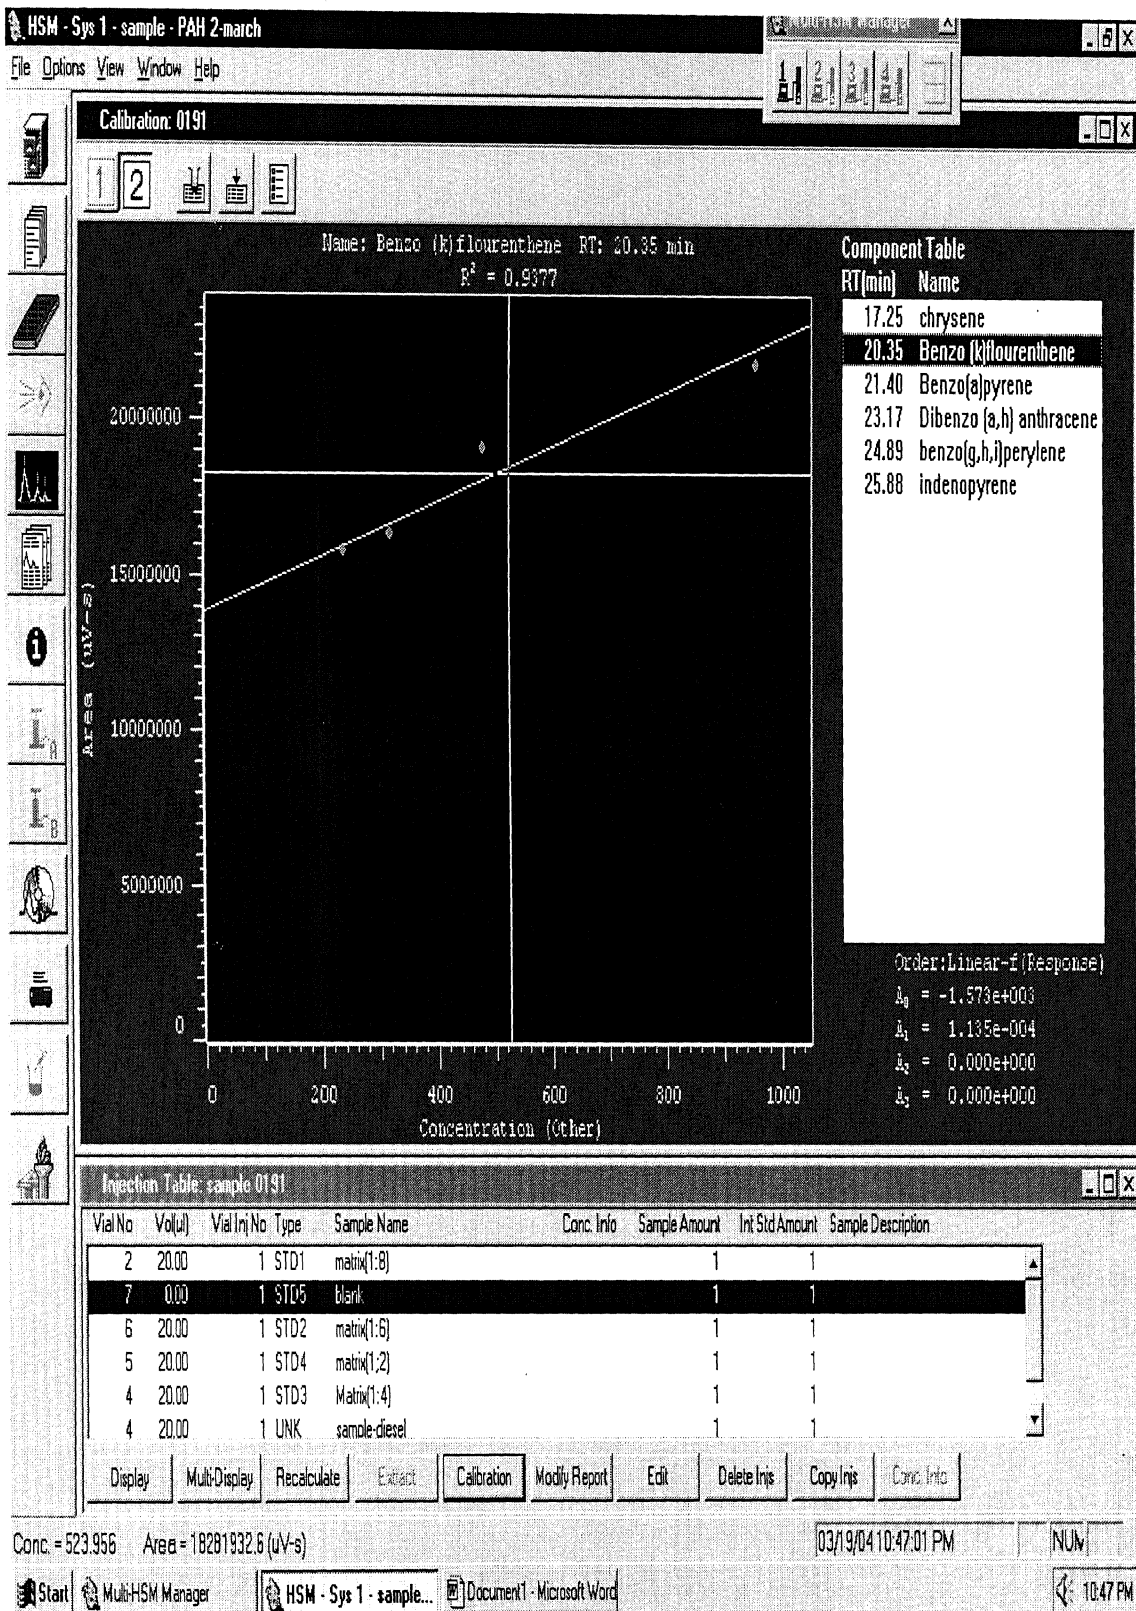 HSM - Sys 1 - sample - PAH 2-march
File Options View Window Help
1 2 3 4
Calibration: 0191
1 2
Name: Benzo (k)flourenthene RT: 20.35 min
R² = 0.9377
Component Table
RT(min) Name
17.25 chrysene
20.35 Benzo (k)flourenthene
21.40 Benzo(a)pyrene
23.17 Dibenzo (a,h) anthracene
24.89 benzo(g,h,i)perylene
25.88 indenopyrene
20000000
15000000
10000000
5000000
0
Area (uV-s)
0 200 400 600 800 1000
Concentration (Other)
Order:Linear-f(Response)
A₀ = -1.573e+003
A₁ = 1.135e-004
A₂ = 0.000e+000
A₃ = 0.000e+000
A
B
Injection Table: sample 0191
Vial No Vol(ul) Vial Inj No Type Sample Name Conc. Info Sample Amount Int Std Amount Sample Description
2 20.00 1 STD1 matrix(1:8) 1 1
7 0.00 1 STD5 blank 1 1
6 20.00 1 STD2 matrix(1:6) 1 1
5 20.00 1 STD4 matrix(1;2) 1 1
4 20.00 1 STD3 Matrix(1:4) 1 1
4 20.00 1 UNK sample-diesel 1 1
Display Multi-Display Recalculate Extract Calibration Modify Report Edit Delete Injs Copy Injs Conc. Info
Conc. = 523.956 Area = 18281932.6 (uV-s) 03/19/04 10:47:01 PM NUM
Start Multi-HSM Manager HSM - Sys 1 - sample... Document1 - Microsoft Word 10:47 PM